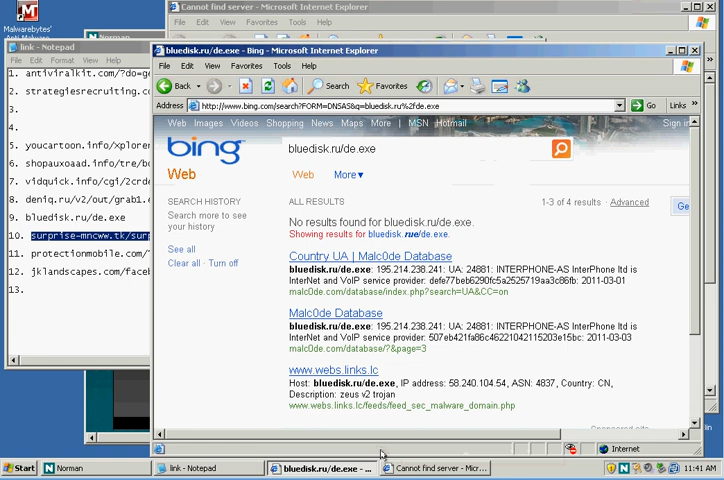 Malwarebytes'
Norman
Cannot find server - Microsoft Internet Explorer
File Edit View Favorites Tools Help
link - Notepad
File Edit Format View Help
1. antiviralkit.com/?do=ge
2. strategiesrecruting.co
3.
4.
5. youcartoon.info/xplorer
6. shopauxoaad.info/tre/bo
7. vidquick.info/cgi/2crde
8. deniq.ru/v2/out/grab1.e
9. bluedisk.ru/de.exe
10. surprise-mncww.tk/surp
11. protectionmobile.com/
12. jklandscapes.com/faceb
13.
bluedisk.ru/de.exe - Bing - Microsoft Internet Explorer
File Edit View Favorites Tools Help
Back Search Favorites
Address http://www.bing.com/search?FORM=DNSAS&q=bluedisk.ru%2fde.exe Go Links »
Web Images Videos Shopping News Maps More | MSN Hotmail Sign in
bing
bluedisk.ru/de.exe
Web
Web More▾
SEARCH HISTORY
Search more to see
your history
See all
Clear all · Turn off
ALL RESULTS 1-3 of 4 results · Advanced
Ge
No results found for bluedisk.ru/de.exe.
Showing results for bluedisk.rue/de.exe.
Country UA | Malc0de Database
bluedisk.ru/de.exe: 195.214.238.241: UA: 24881: INTERPHONE-AS InterPhone ltd is
InterNet and VoIP service provider: defe77beb6290fc5a2525719aa3c86fb: 2011-03-01
malc0de.com/database/index.php?search=UA&CC=on
Malc0de Database
bluedisk.ru/de.exe: 195.214.238.241: UA: 24881: INTERPHONE-AS InterPhone ltd is
InterNet and VoIP service provider: 507eb421fa86c46221042115203e15bc: 2011-03-03
malc0de.com/database/?&page=3
www.webs.links.lc
Host: bluedisk.ru/de.exe, IP address: 58.240.104.54, ASN: 4837, Country: CN,
Description: zeus v2 trojan
www.webs.links.lc/feeds/feed_sec_malware_domain.php
Internet
Start Norman link - Notepad bluedisk.ru/de.exe - ... Cannot find server - Micr... 11:41 AM